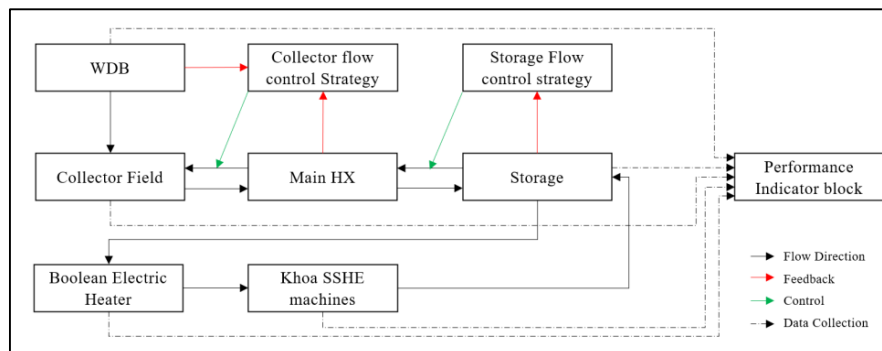 WDB
Collector flow
control Strategy
Storage Flow
control strategy
Collector Field
Main HX
Storage
Performance
Indicator block
Boolean Electric
Heater
Khoa SSHE
machines
Flow Direction
Feedback
Control
Data Collection